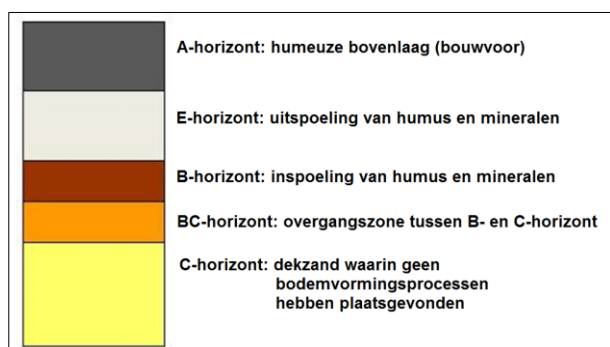 A-horizont: humeuze bovenlaag (bouwvoor)
E-horizont: uitspoeling van humus en mineralen
B-horizont: inspoeling van humus en mineralen
BC-horizont: overgangszone tussen B- en C-horizont
C-horizont: dekzand waarin geen
bodemvormingsprocessen
hebben plaatsgevonden